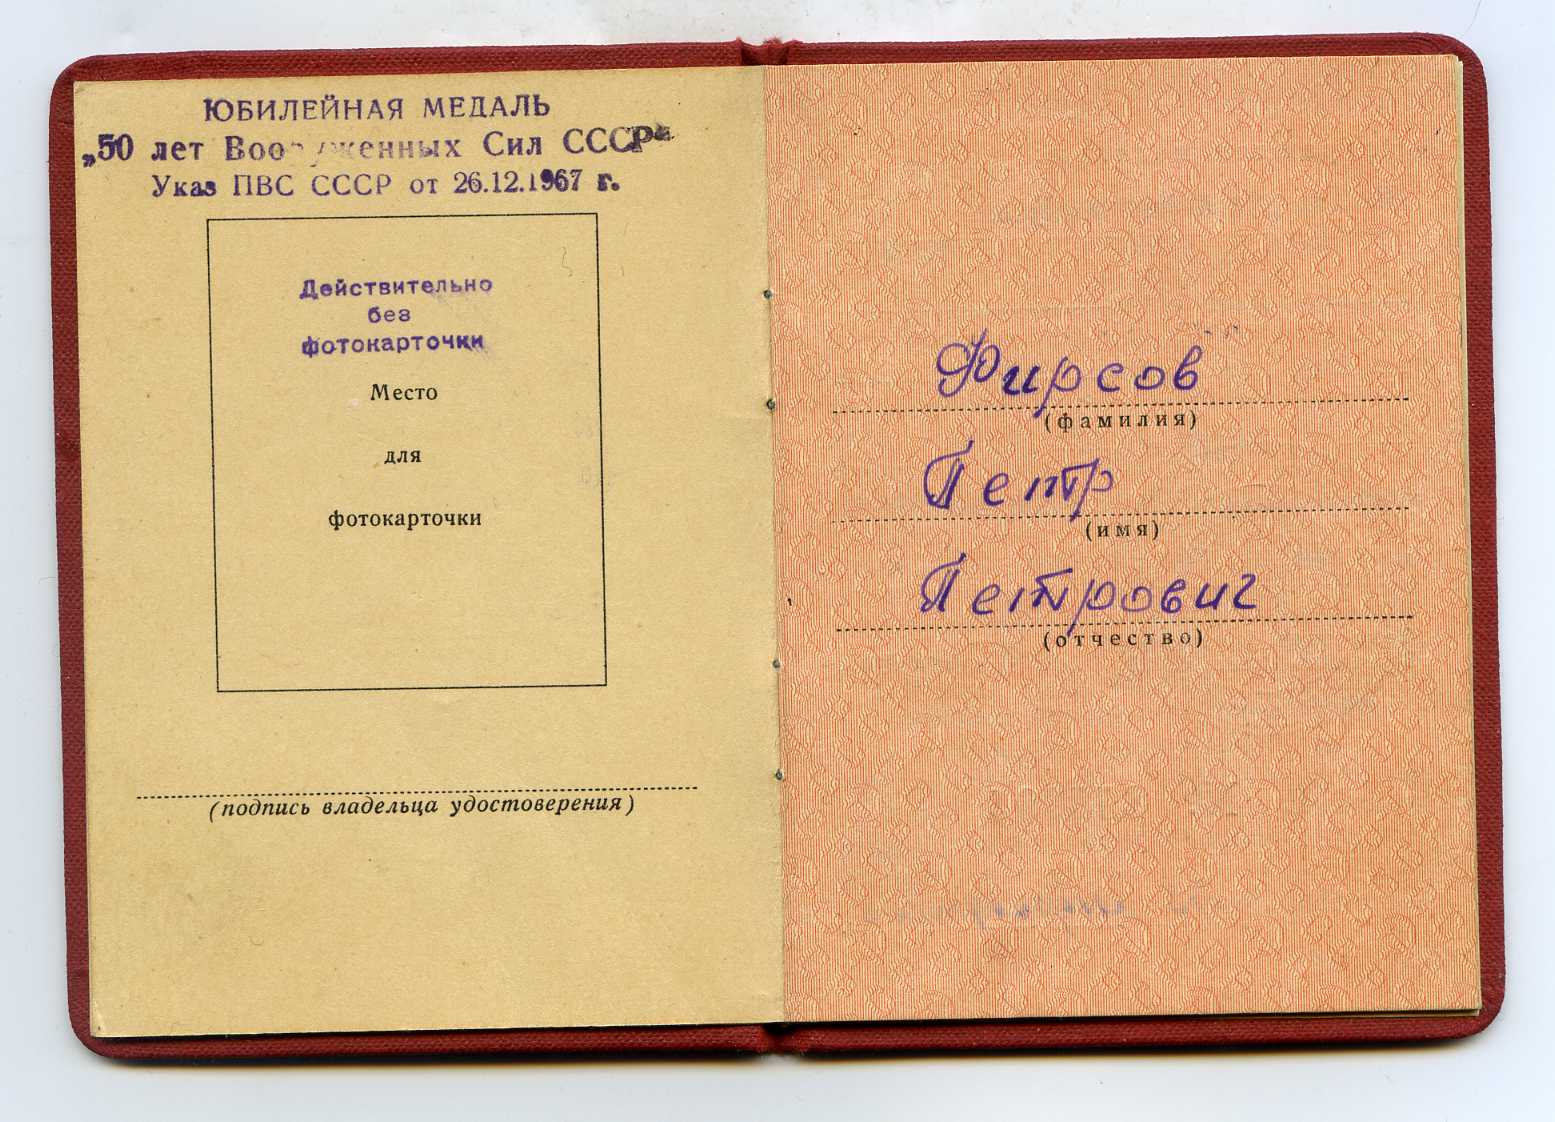 ЮБИЛЕЙНАЯ МЕДАЛЬ
„50 лет Вооруженных Сил СССР“
Указ ПВС СССР от 26.12.1967 г.
Действительно
без
фотокарточки
Место
для
фотокарточки
(подпись владельца удостоверения)
Фирсов
(фамилия)
Петр
(имя)
Петрович
(отчество)